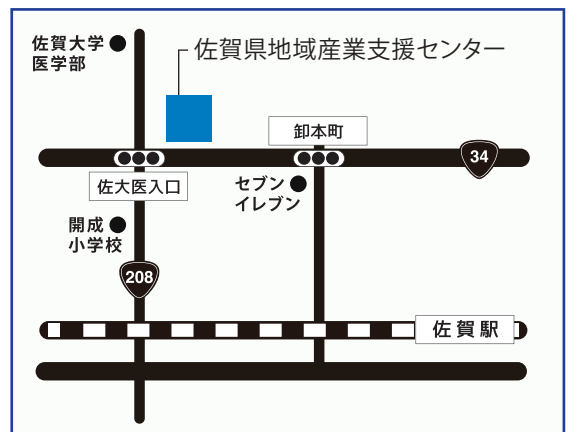 佐賀大学
医学部
佐賀県地域産業支援センター
卸本町
34
佐大医入口
セブン
イレブン
開成
小学校
208
佐賀駅